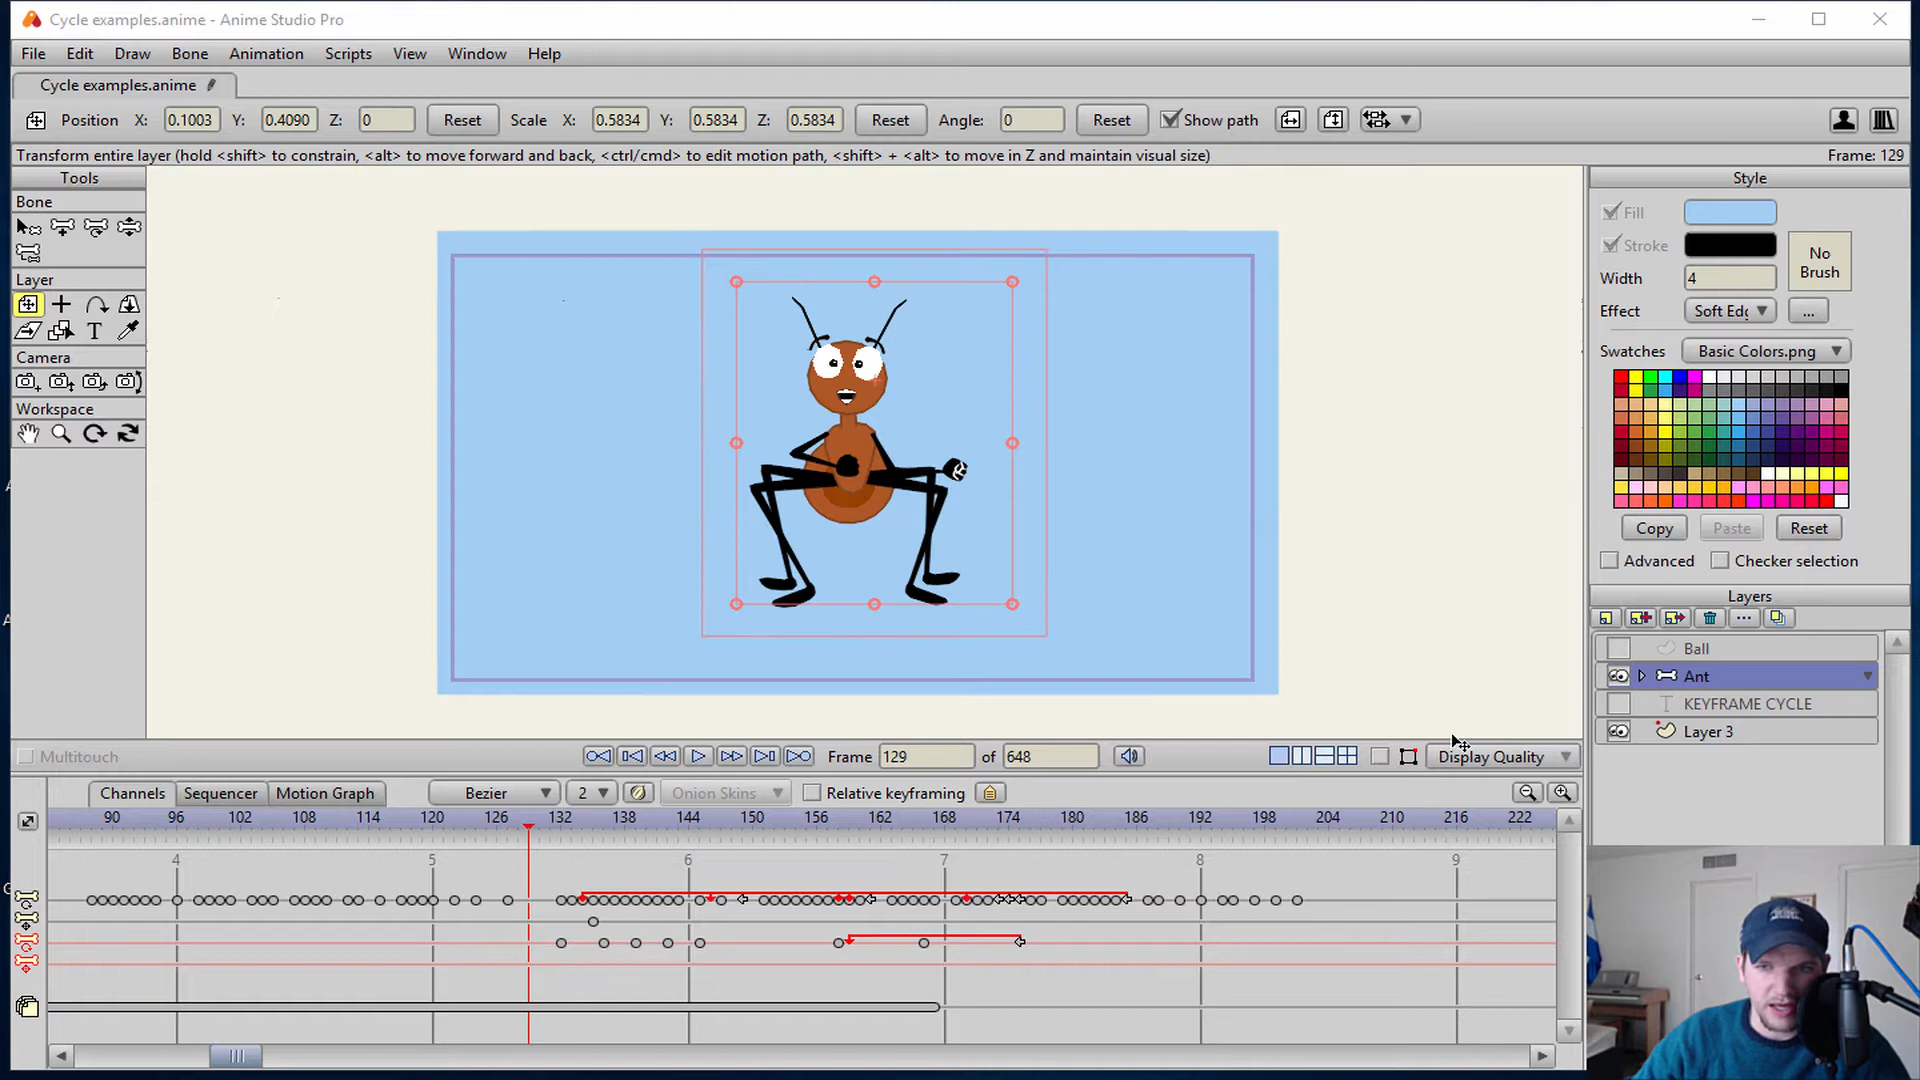 Cycle examples.anime - Anime Studio Pro
File Edit Draw Bone Animation Scripts View Window Help
Cycle examples.anime
Position X: 0.1003 Y: 0.4090 Z: 0 Reset Scale X: 0.5834 Y: 0.5834 Z: 0.5834 Reset Angle: 0 Reset Show path
Transform entire layer (hold <shift> to constrain, <alt> to move forward and back, <ctrl/cmd> to edit motion path, <shift> + <alt> to move in Z and maintain visual size) Frame: 129
Tools
Bone
Layer
T
Camera
Workspace
Style
Fill
Stroke
No
Brush
Width 4
Effect Soft Edg ...
Swatches Basic Colors.png
Copy Paste Reset
Advanced Checker selection
Layers
Ball
Ant
T KEYFRAME CYCLE
Layer 3
Multitouch Frame 129 of 648 Display Quality
Channels Sequencer Motion Graph Bezier 2 Onion Skins Relative keyframing
90 96 102 108 114 120 126 132 138 144 150 156 162 168 174 180 186 192 198 204 210 216 222
4 5 6 7 8 9